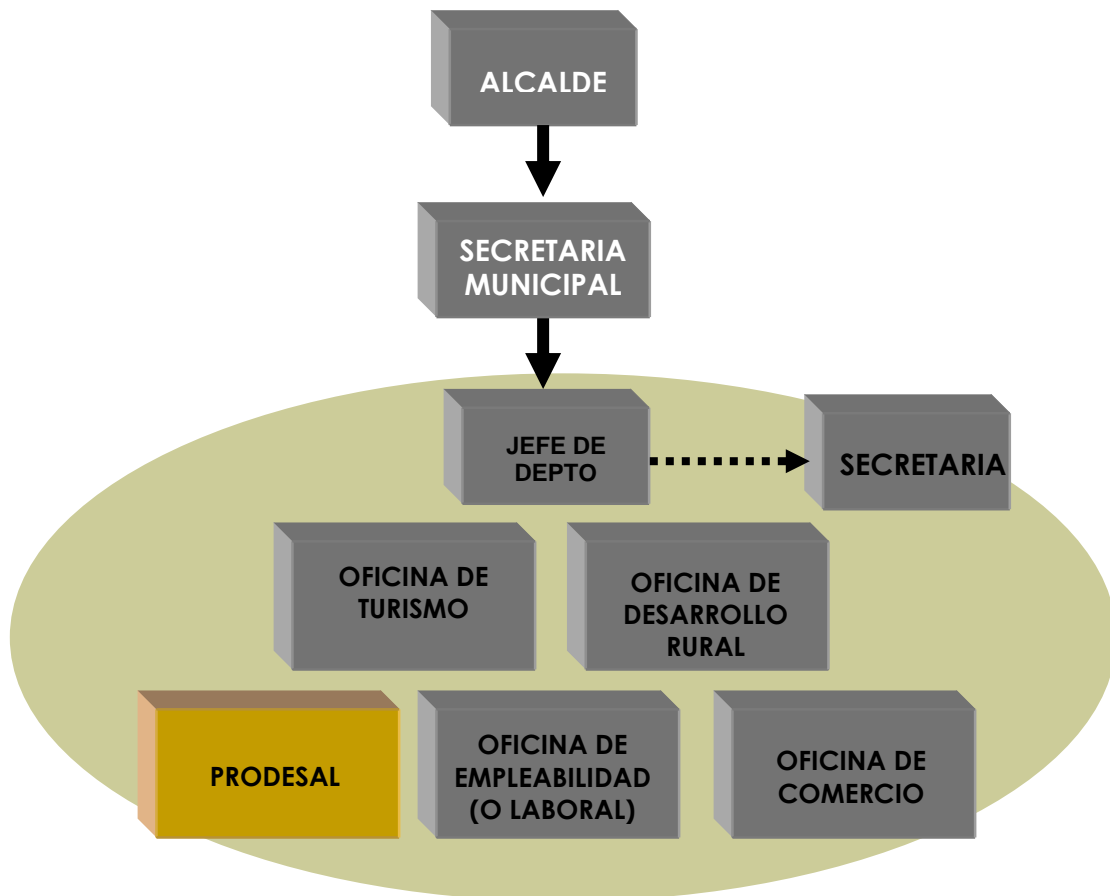 ALCALDE
SECRETARIA
MUNICIPAL
JEFE DE
DEPTO
SECRETARIA
OFICINA DE
TURISMO
OFICINA DE
DESARROLLO
RURAL
PRODESAL
OFICINA DE
EMPLEABILIDAD
(O LABORAL)
OFICINA DE
COMERCIO